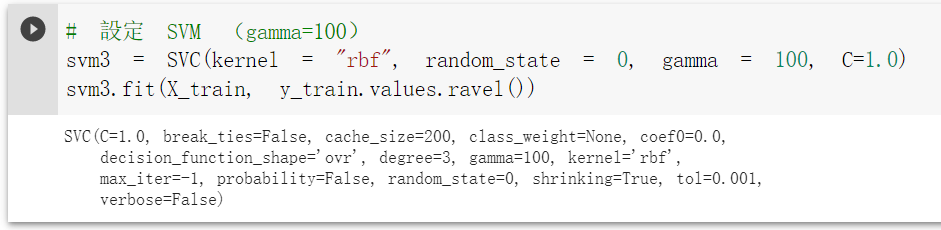 # 設定 SVM （gamma=100）
svm3 = SVC(kernel = "rbf", random_state = 0, gamma = 100, C=1.0)
svm3.fit(X_train, y_train.values.ravel())
SVC(C=1.0, break_ties=False, cache_size=200, class_weight=None, coef0=0.0,
decision_function_shape='ovr', degree=3, gamma=100, kernel='rbf',
max_iter=-1, probability=False, random_state=0, shrinking=True, tol=0.001,
verbose=False)